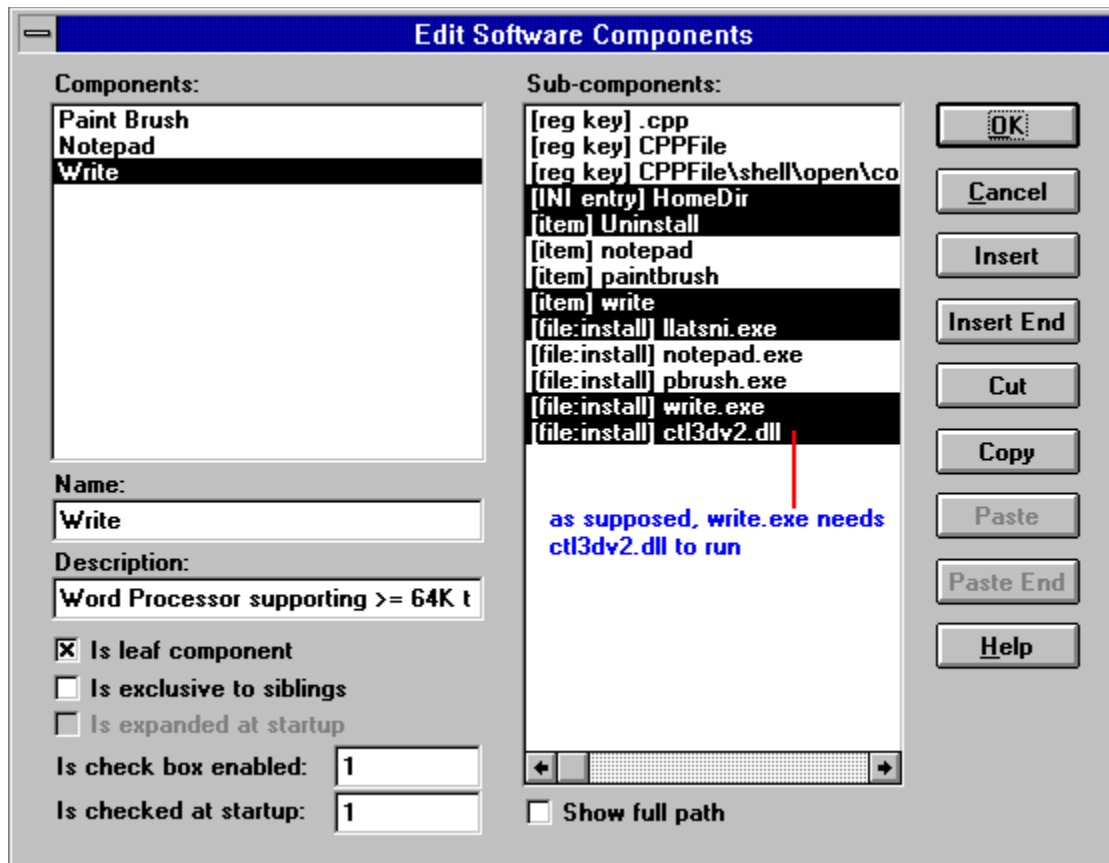 Edit Software Components
Components:
Paint Brush
Notepad
Write
Name:
Write
Description:
Word Processor supporting >= 64K t
Is leaf component
Is exclusive to siblings
Is expanded at startup
Is check box enabled: 1
Is checked at startup: 1
Sub-components:
[reg key] .cpp
[reg key] CPPFile
[reg key] CPPFile\shell\open\co
[INI entry] HomeDir
[item] Uninstall
[item] notepad
[item] paintbrush
[item] write
[file:install] llatsni.exe
[file:install] notepad.exe
[file:install] pbrush.exe
[file:install] write.exe
[file:install] ctl3dv2.dll
as supposed, write.exe needs
ctl3dv2.dll to run
Show full path
OK
Cancel
Insert
Insert End
Cut
Copy
Paste
Paste End
Help